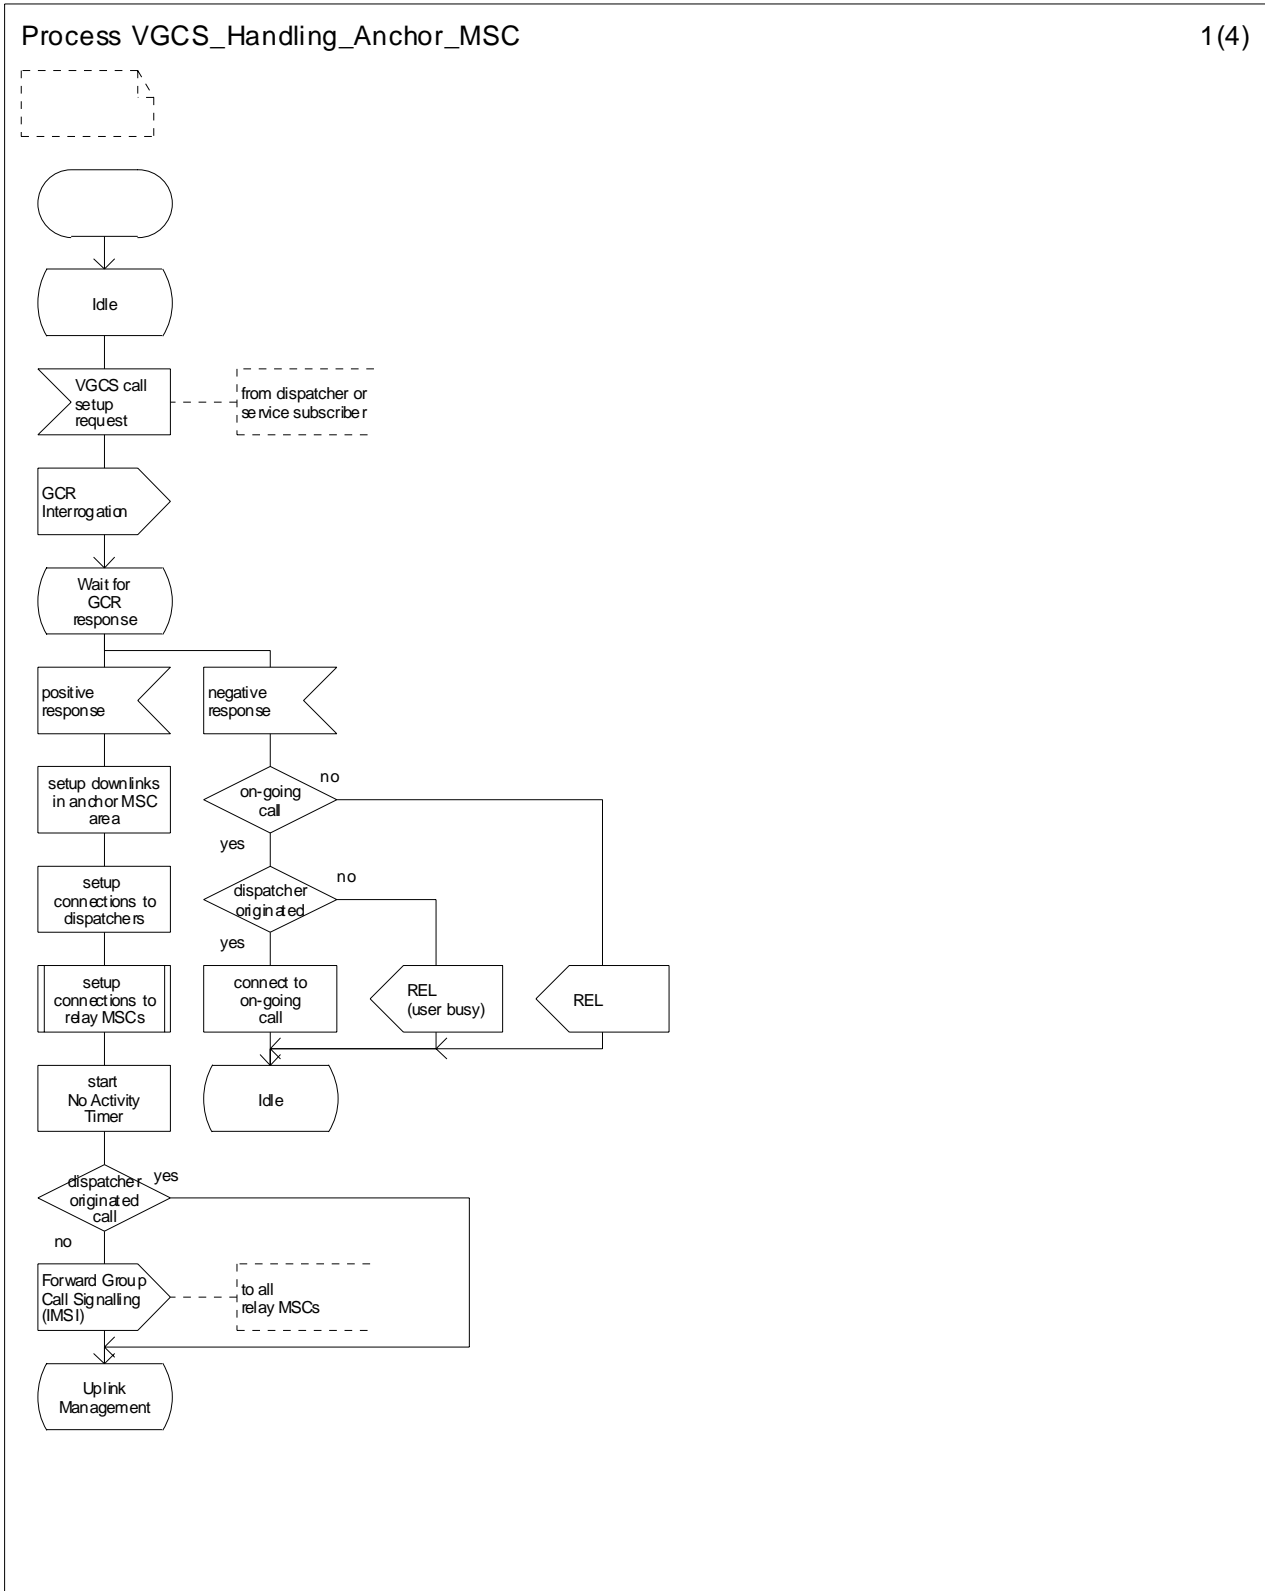 Process VGCS_Handling_Anchor_MSC
1(4)
Idle
VGCS call
setup
request
from dispatcher or
service subscriber
GCR
Interrogation
Wait for
GCR
response
positive
response
negative
response
setup downlinks
in anchor MSC
area
on-going
call
no
yes
setup
connections to
dispatchers
dispatcher
originated
no
yes
setup
connections to
relay MSCs
connect to
on-going
call
REL
(user busy)
REL
start
No Activity
Timer
Idle
dispatcher
originated
call
yes
no
Forward Group
Call Signalling
(IMSI)
to all
relay MSCs
Uplink
Management